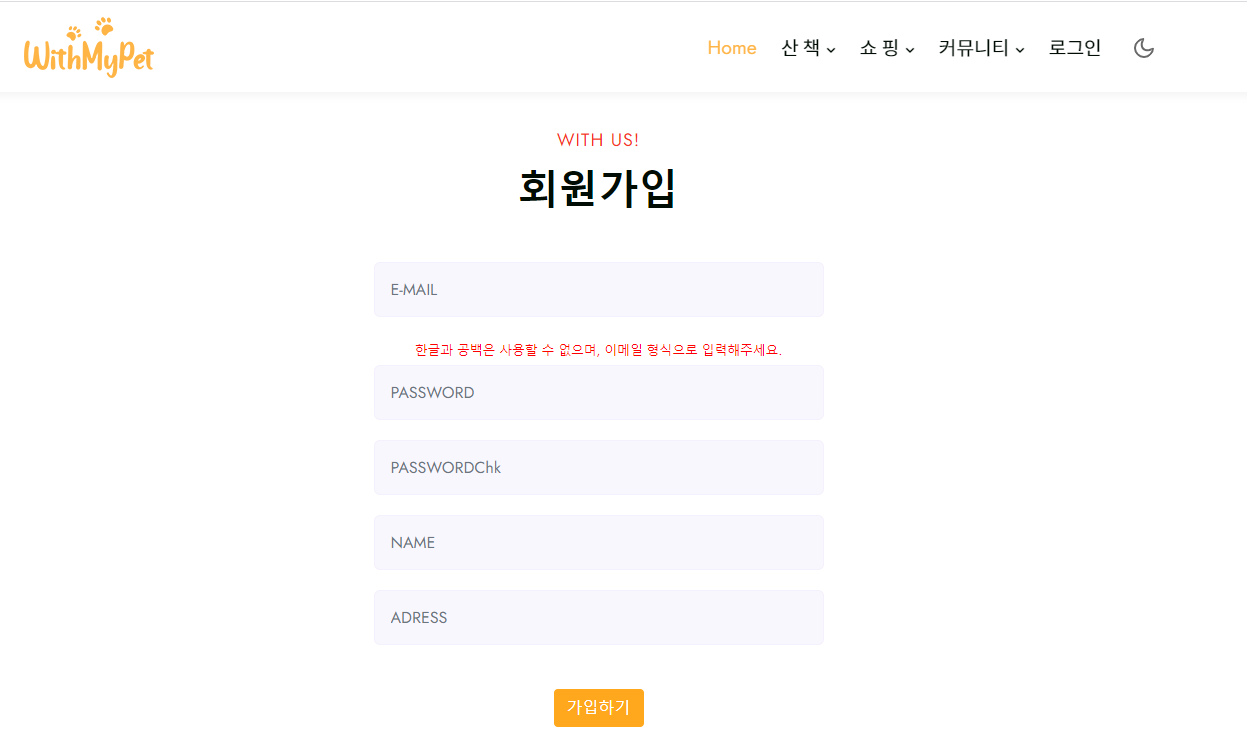 WithMyPet
Home 산 책 쇼 핑 커뮤니티 로그인
WITH US!
회원가입
E-MAIL
한글과 공백은 사용할 수 없으며, 이메일 형식으로 입력해주세요.
PASSWORD
PASSWORDChk
NAME
ADRESS
가입하기